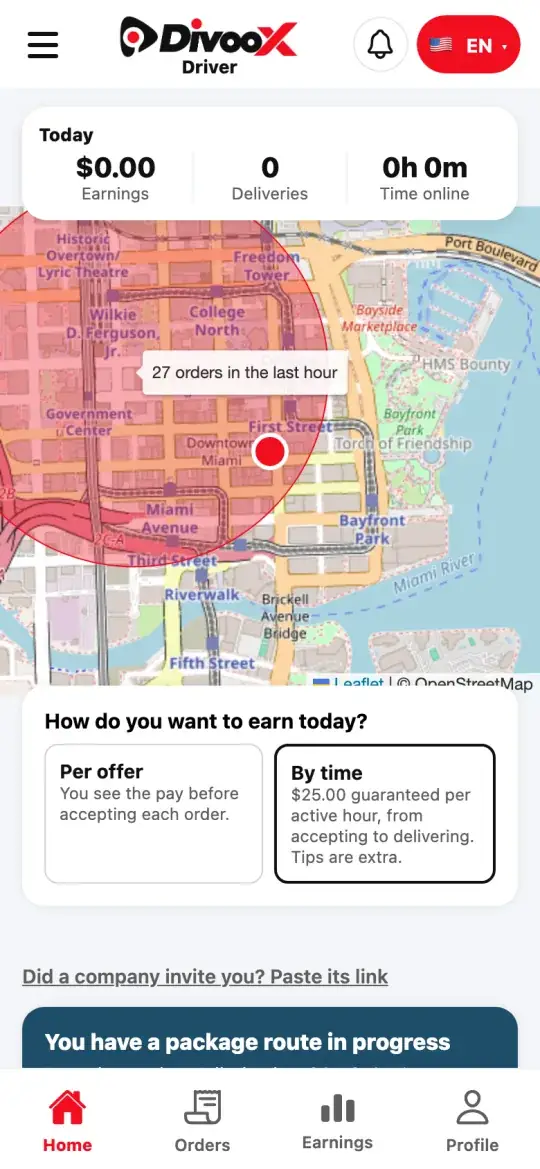 DivooX
Driver
EN
Today
$0.00
Earnings
0
Deliveries
0h 0m
Time online
Port Boulevard
Historic
Overtown/
Lyric Theatre
Freedom
Tower
Wilkie
D. Ferguson,
Jr.
College
North
Bayside
Marketplace
HMS Bounty
27 orders in the last hour
Government
Center
First Street
Bayfront
Park
Downtown
Miami
Torch of Friendship
Miami
Avenue
Bayfront
Park
2B
2C-A
Third Street
Miami River
Riverwalk
Brickell
Avenue
Bridge
Fifth Street
Leaflet | © OpenStreetMap
How do you want to earn today?
Per offer
You see the pay before
accepting each order.
By time
$25.00 guaranteed per
active hour, from
accepting to delivering.
Tips are extra.
Did a company invite you? Paste its link
You have a package route in progress
Home
Orders
Earnings
Profile